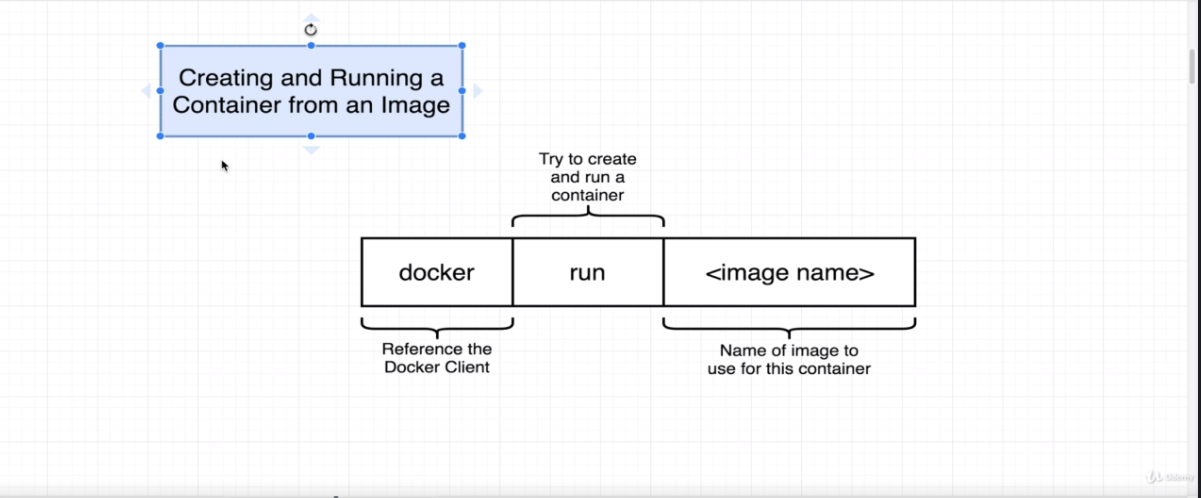 Creating and Running a
Container from an Image
Try to create
and run a
container
docker
run
<image name>
Reference the
Docker Client
Name of image to
use for this container
Udemy